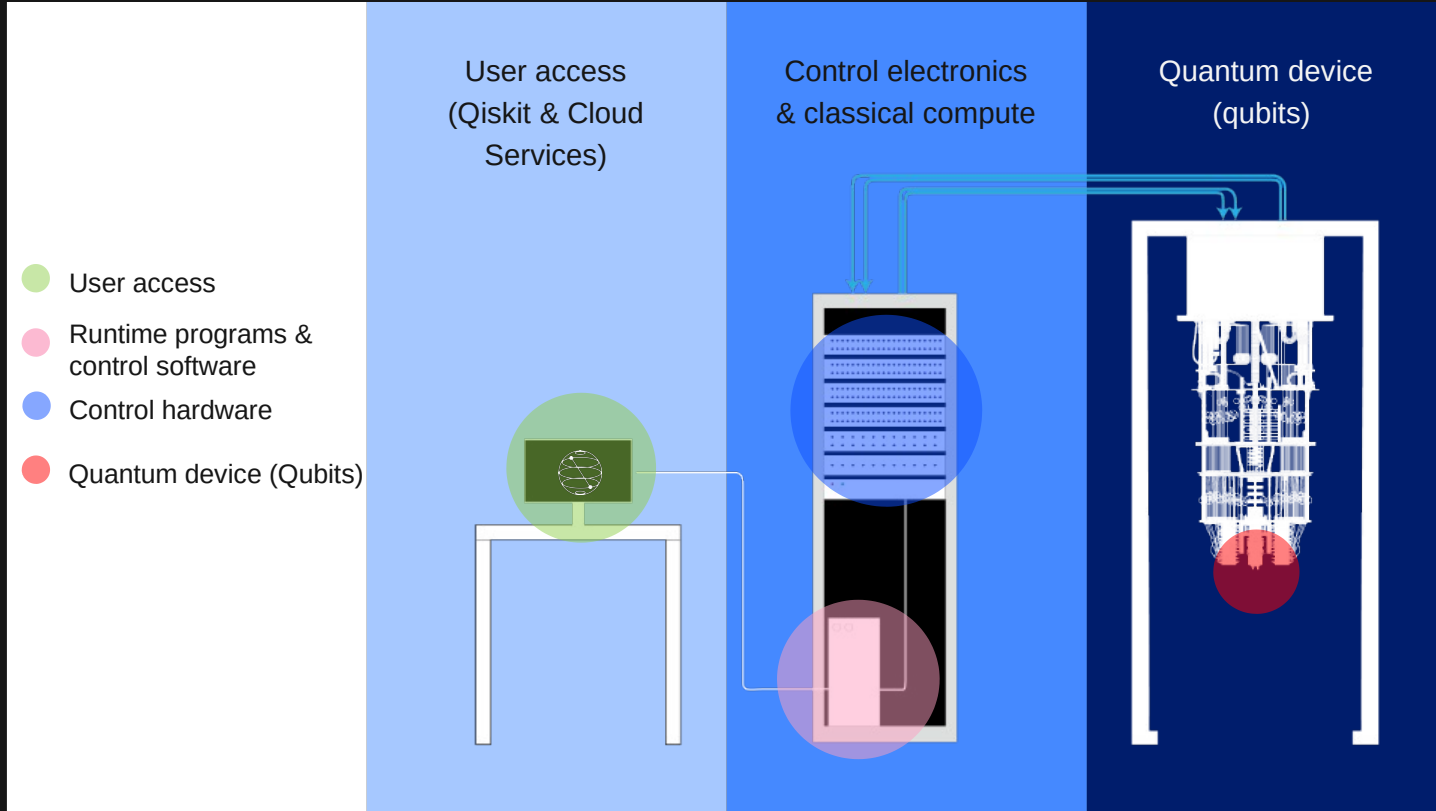 User access
(Qiskit & Cloud
Services)
Control electronics
& classical compute
Quantum device
(qubits)
User access
Runtime programs &
control software
Control hardware
Quantum device (Qubits)